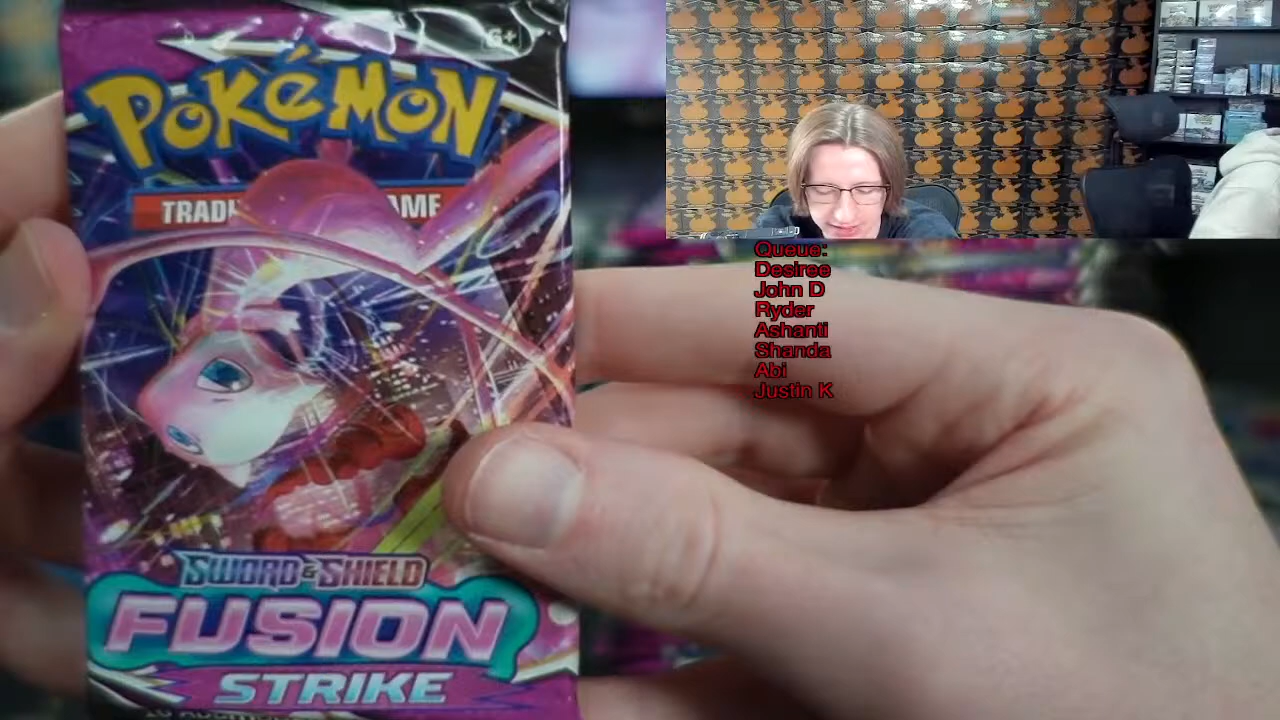 6+
POKéMON
TRADI AME
SWORD & SHIELD
FUSION
STRIKE
Queue:
Desiree
John D
Ryder
Ashanti
Shanda
Abi
Justin K